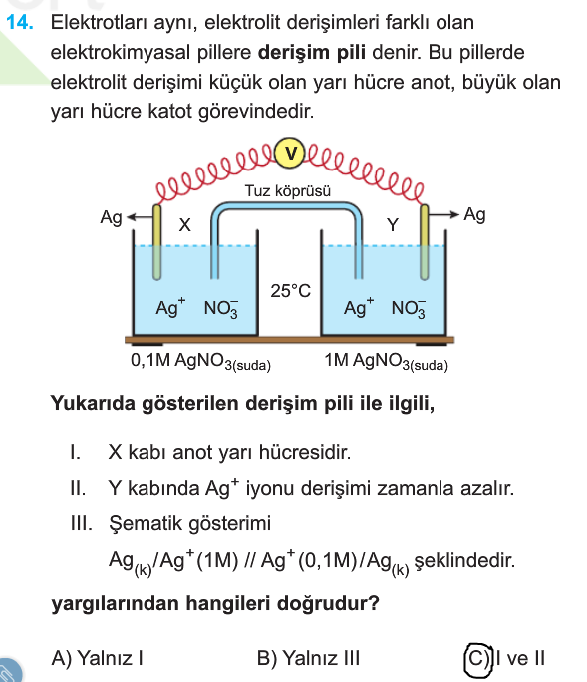 14. Elektrotları aynı, elektrolit derişimleri farklı olan
elektrokimyasal pillere derişim pili denir. Bu pillerde
elektrolit derişimi küçük olan yarı hücre anot, büyük olan
yarı hücre katot görevindedir.
V
Tuz köprüsü
Ag X Y Ag
25°C
Ag⁺ NO₃⁻ Ag⁺ NO₃⁻
0,1M AgNO₃(suda) 1M AgNO₃(suda)
Yukarıda gösterilen derişim pili ile ilgili,
I. X kabı anot yarı hücresidir.
II. Y kabında Ag⁺ iyonu derişimi zamanla azalır.
III. Şematik gösterimi
Ag(k)/Ag⁺(1M) // Ag⁺(0,1M)/Ag(k) şeklindedir.
yargılarından hangileri doğrudur?
A) Yalnız I B) Yalnız III C) I ve II